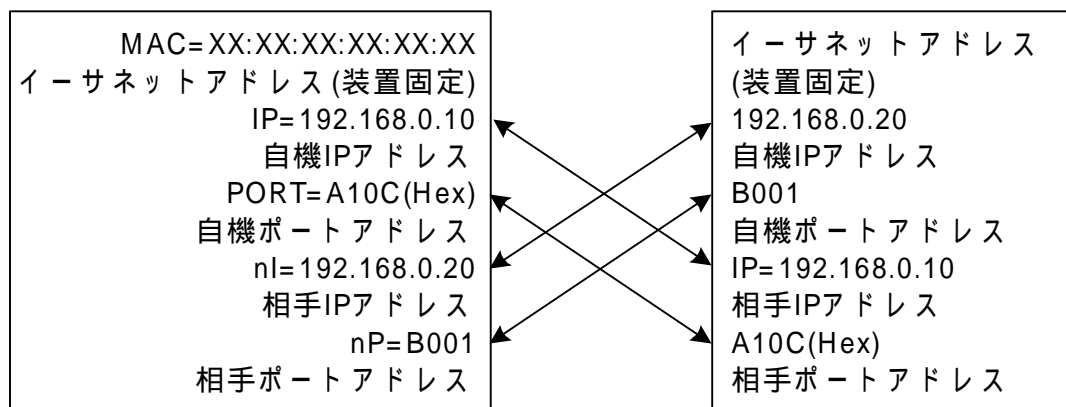 MAC=XX:XX:XX:XX:XX:XX
イーサネットアドレス(装置固定)
IP=192.168.0.10
自機IPアドレス
PORT=A10C(Hex)
自機ポートアドレス
nI=192.168.0.20
相手IPアドレス
nP=B001
相手ポートアドレス
イーサネットアドレス
(装置固定)
192.168.0.20
自機IPアドレス
B001
自機ポートアドレス
IP=192.168.0.10
相手IPアドレス
A10C(Hex)
相手ポートアドレス